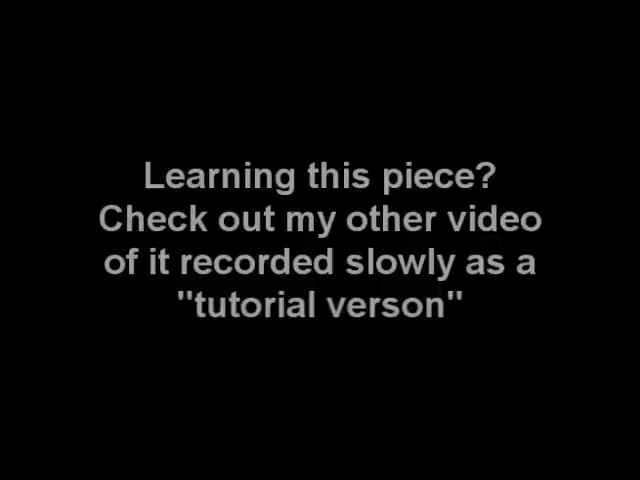 Learning this piece?
Check out my other video
of it recorded slowly as a
"tutorial verson"